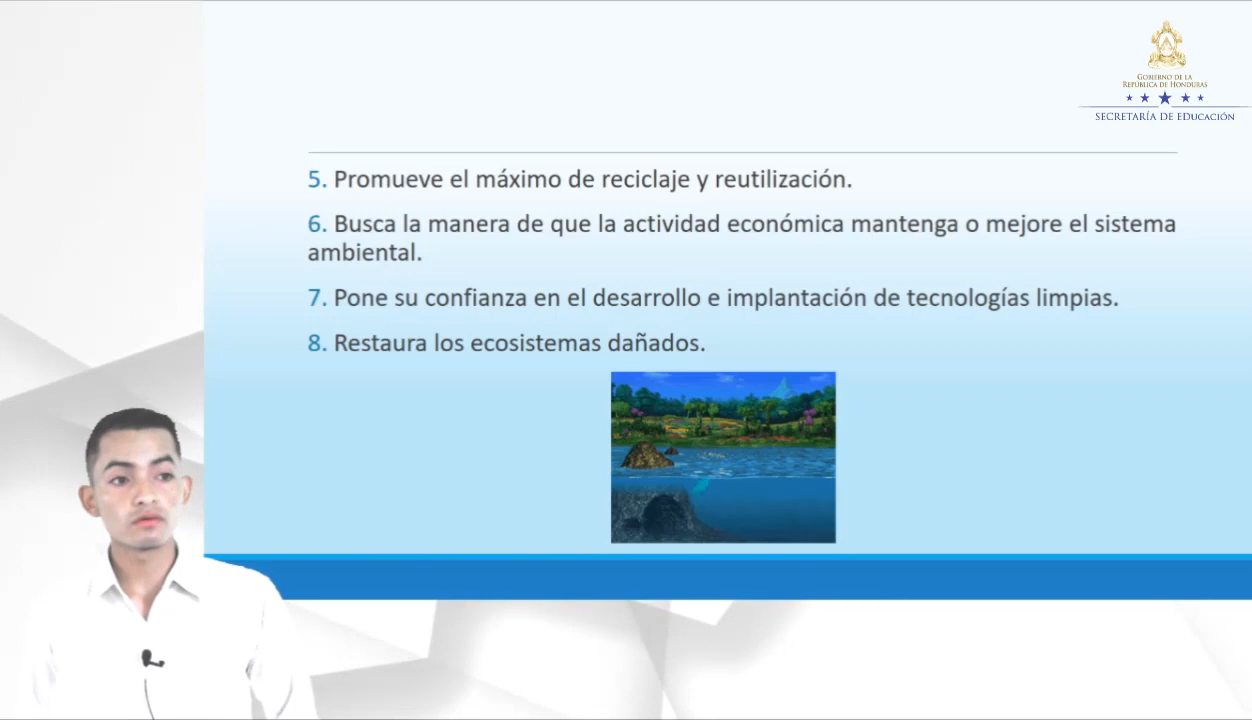 GOBIERNO DE LA
REPÚBLICA DE HONDURAS
SECRETARÍA DE EDUCACIÓN
5. Promueve el máximo de reciclaje y reutilización.
6. Busca la manera de que la actividad económica mantenga o mejore el sistema
ambiental.
7. Pone su confianza en el desarrollo e implantación de tecnologías limpias.
8. Restaura los ecosistemas dañados.